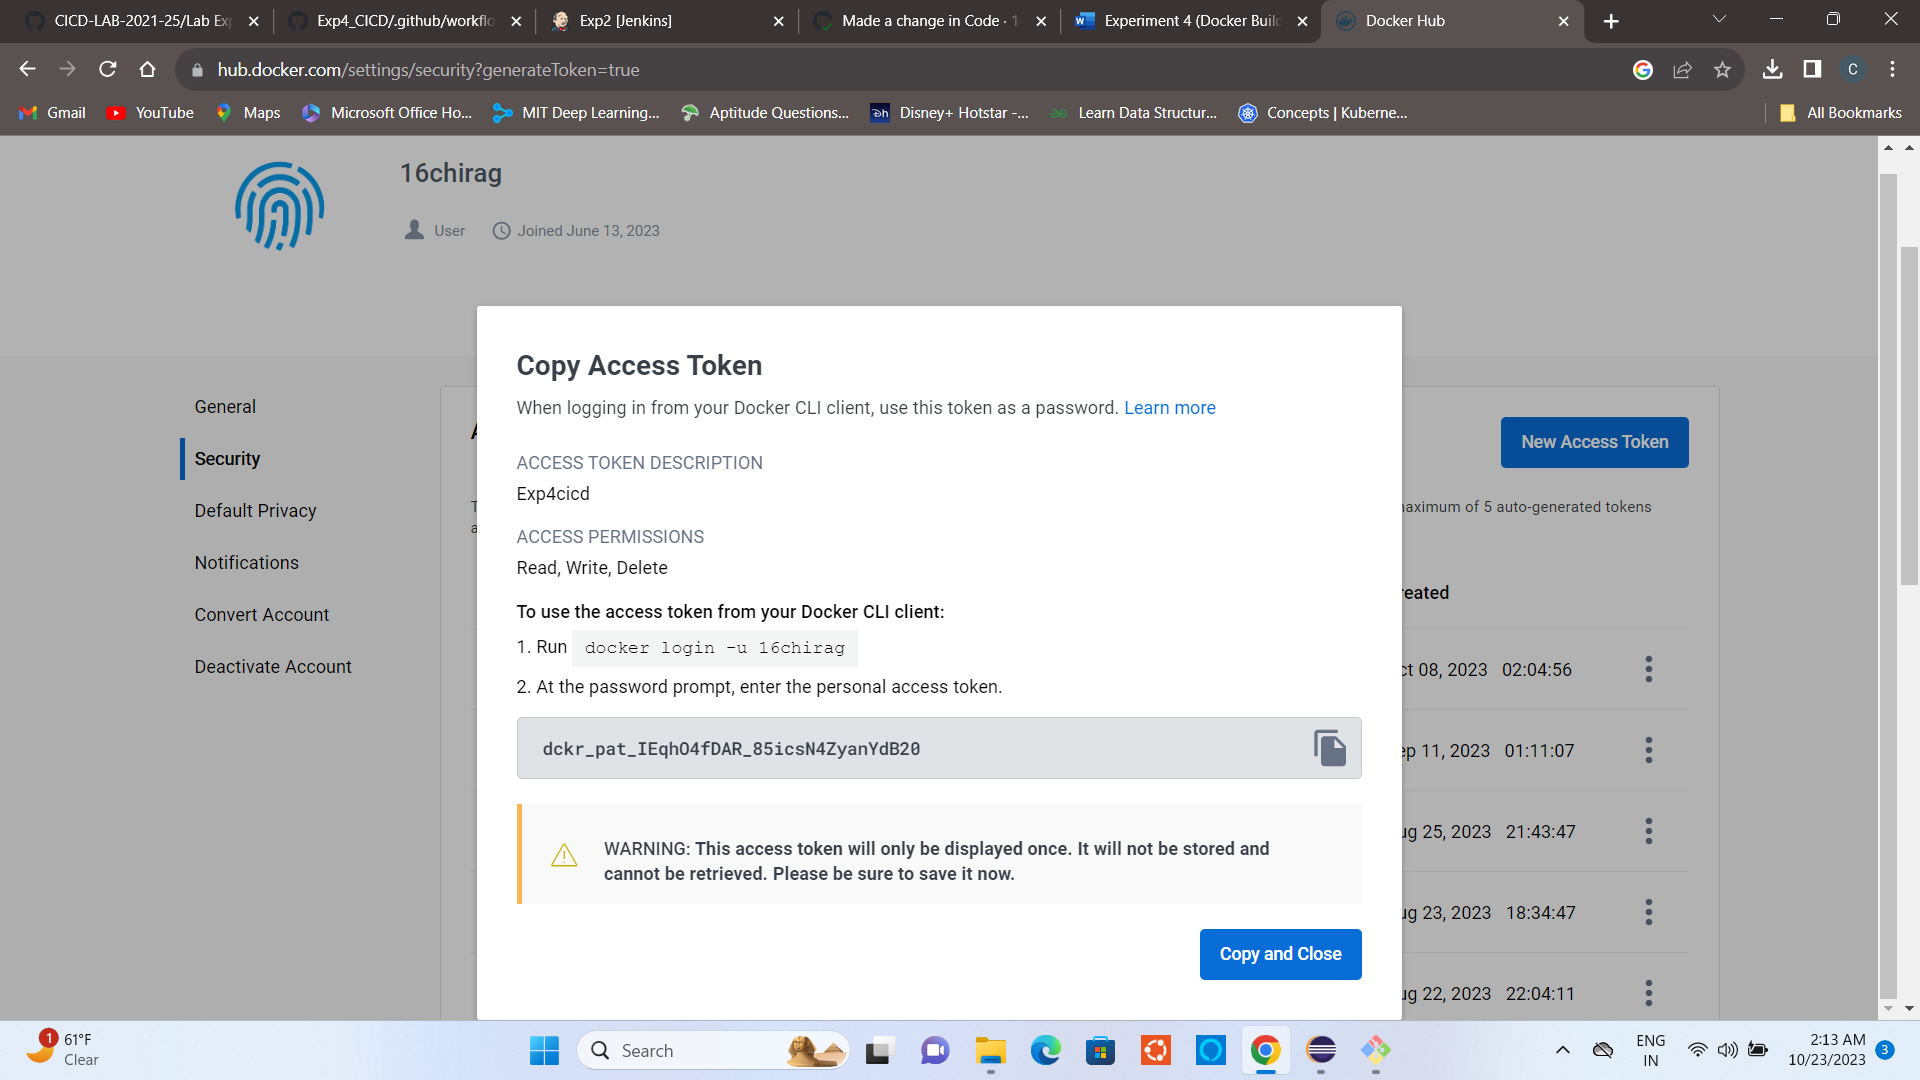 CICD-LAB-2021-25/Lab Exp
Exp4_CICD/.github/workflo
Exp2 [Jenkins]
Made a change in Code · 1
Experiment 4 (Docker Build
Docker Hub
hub.docker.com/settings/security?generateToken=true
C
Gmail
YouTube
Maps
Microsoft Office Ho...
MIT Deep Learning...
Aptitude Questions...
Disney+ Hotstar -...
Learn Data Structur...
Concepts | Kuberne...
All Bookmarks
16chirag
User
Joined June 13, 2023
General
Security
Default Privacy
Notifications
Convert Account
Deactivate Account
New Access Token
aximum of 5 auto-generated tokens
reated
ct 08, 2023 02:04:56
ep 11, 2023 01:11:07
ug 25, 2023 21:43:47
ug 23, 2023 18:34:47
ug 22, 2023 22:04:11
Copy Access Token
When logging in from your Docker CLI client, use this token as a password. Learn more
ACCESS TOKEN DESCRIPTION
Exp4cicd
ACCESS PERMISSIONS
Read, Write, Delete
To use the access token from your Docker CLI client:
1. Run docker login -u 16chirag
2. At the password prompt, enter the personal access token.
dckr_pat_IEqhO4fDAR_85icsN4ZyanYdB20
WARNING: This access token will only be displayed once. It will not be stored and
cannot be retrieved. Please be sure to save it now.
Copy and Close
1
61°F
Clear
Search
ENG
IN
2:13 AM
10/23/2023
3